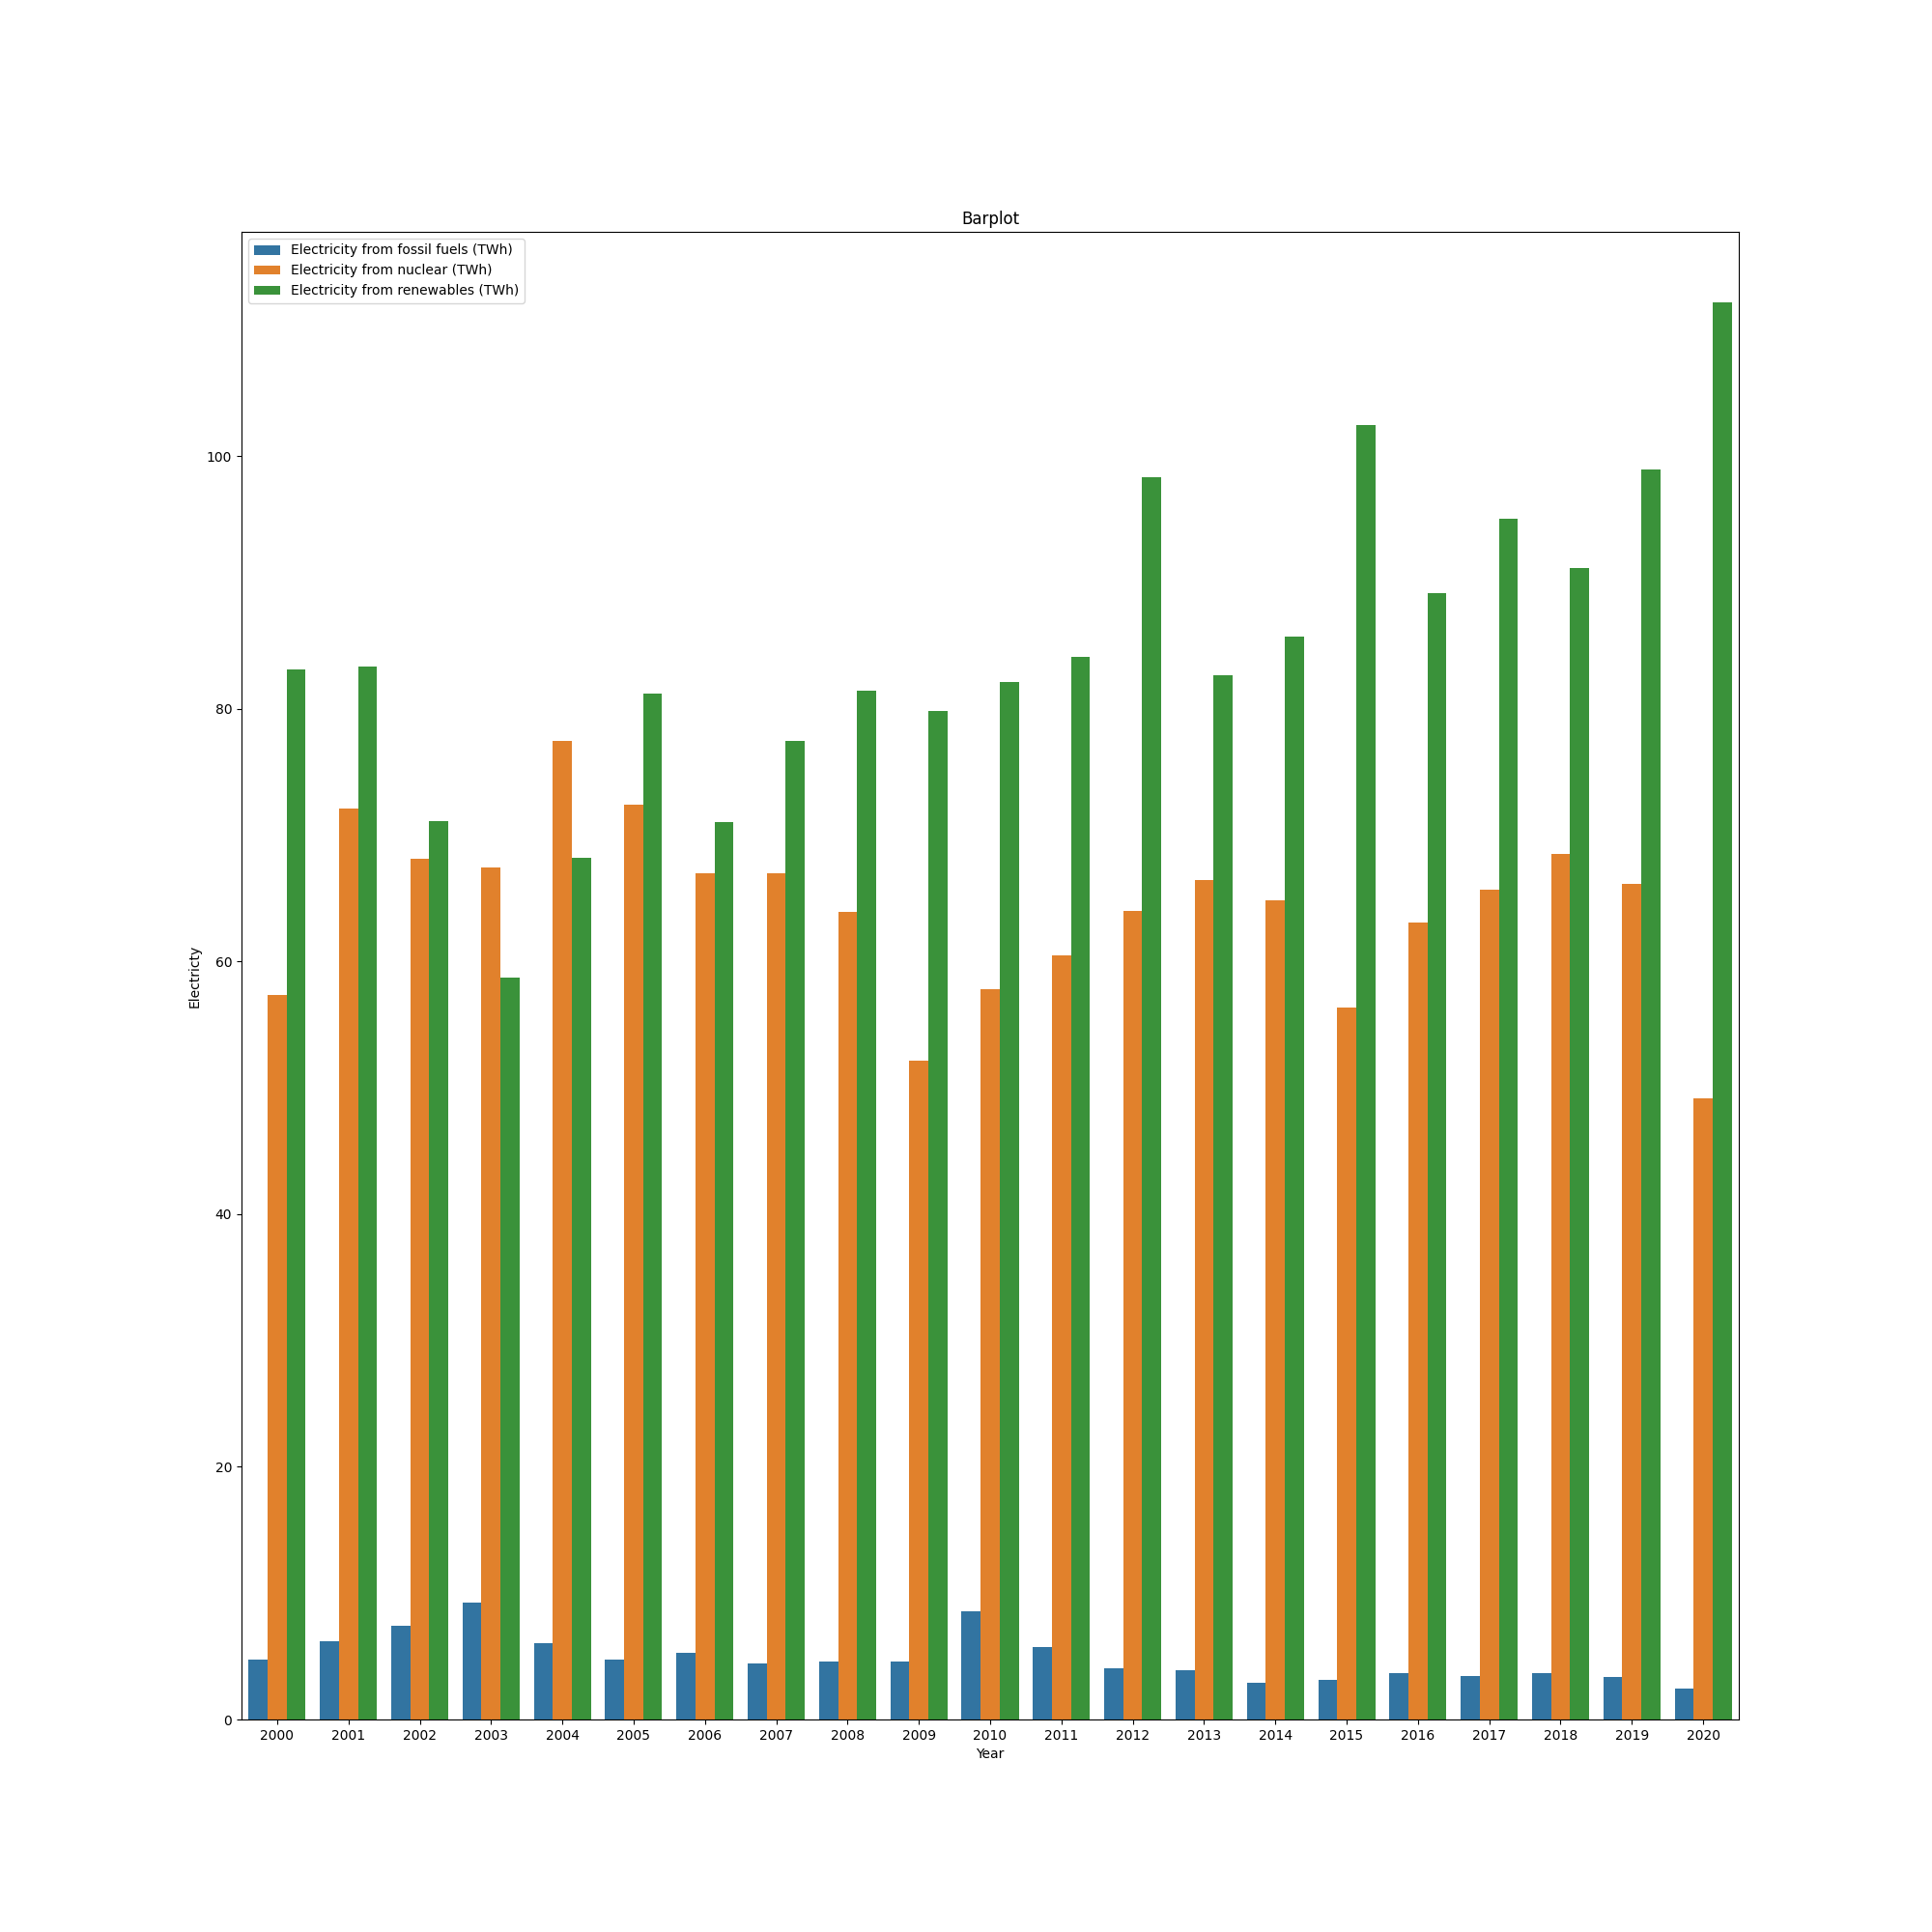 Barplot
Electricity from fossil fuels (TWh)
Electricity from nuclear (TWh)
Electricity from renewables (TWh)
100
80
60
40
20
0
Electricty
2000 2001 2002 2003 2004 2005 2006 2007 2008 2009 2010 2011 2012 2013 2014 2015 2016 2017 2018 2019 2020
Year